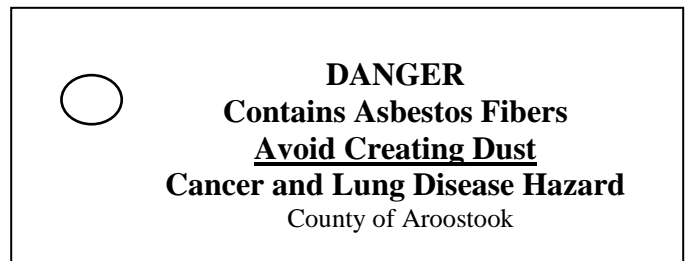 DANGER
Contains Asbestos Fibers
Avoid Creating Dust
Cancer and Lung Disease Hazard
County of Aroostook